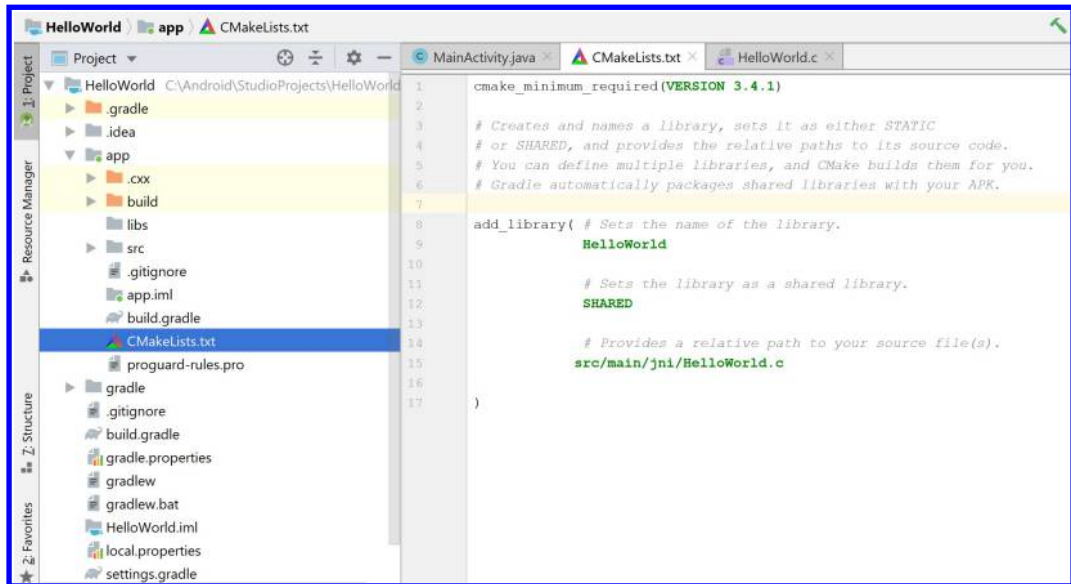 HelloWorld app CMakeLists.txt
1: Project
Resource Manager
Z: Structure
2: Favorites
Project
HelloWorld C:\Android\StudioProjects\HelloWorld
.gradle
.idea
app
.cxx
build
libs
src
.gitignore
app.iml
build.gradle
CMakeLists.txt
proguard-rules.pro
gradle
.gitignore
build.gradle
gradle.properties
gradlew
gradlew.bat
HelloWorld.iml
local.properties
settings.gradle
MainActivity.java CMakeLists.txt HelloWorld.c
1 cmake_minimum_required(VERSION 3.4.1)
2
3 # Creates and names a library, sets it as either STATIC
4 # or SHARED, and provides the relative paths to its source code.
5 # You can define multiple libraries, and CMake builds them for you.
6 # Gradle automatically packages shared libraries with your APK.
7
8 add_library( # Sets the name of the library.
9 HelloWorld
10
11 # Sets the library as a shared library.
12 SHARED
13
14 # Provides a relative path to your source file(s).
15 src/main/jni/HelloWorld.c
16
17 )